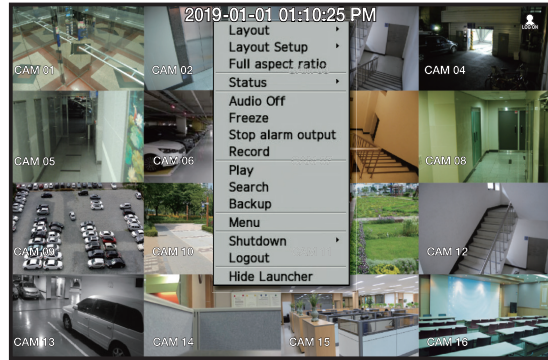 2019-01-01 01:10:25 PM
LOG ON
Layout
Layout Setup
Full aspect ratio
Status
Audio Off
Freeze
Stop alarm output
Record
Play
Search
Backup
Menu
Shutdown
Logout
Hide Launcher
CAM 01
CAM 02
CAM 04
CAM 05
CAM 06
CAM 08
CAM 09
CAM 10
CAM 12
CAM 13
CAM 14
CAM 15
CAM 16